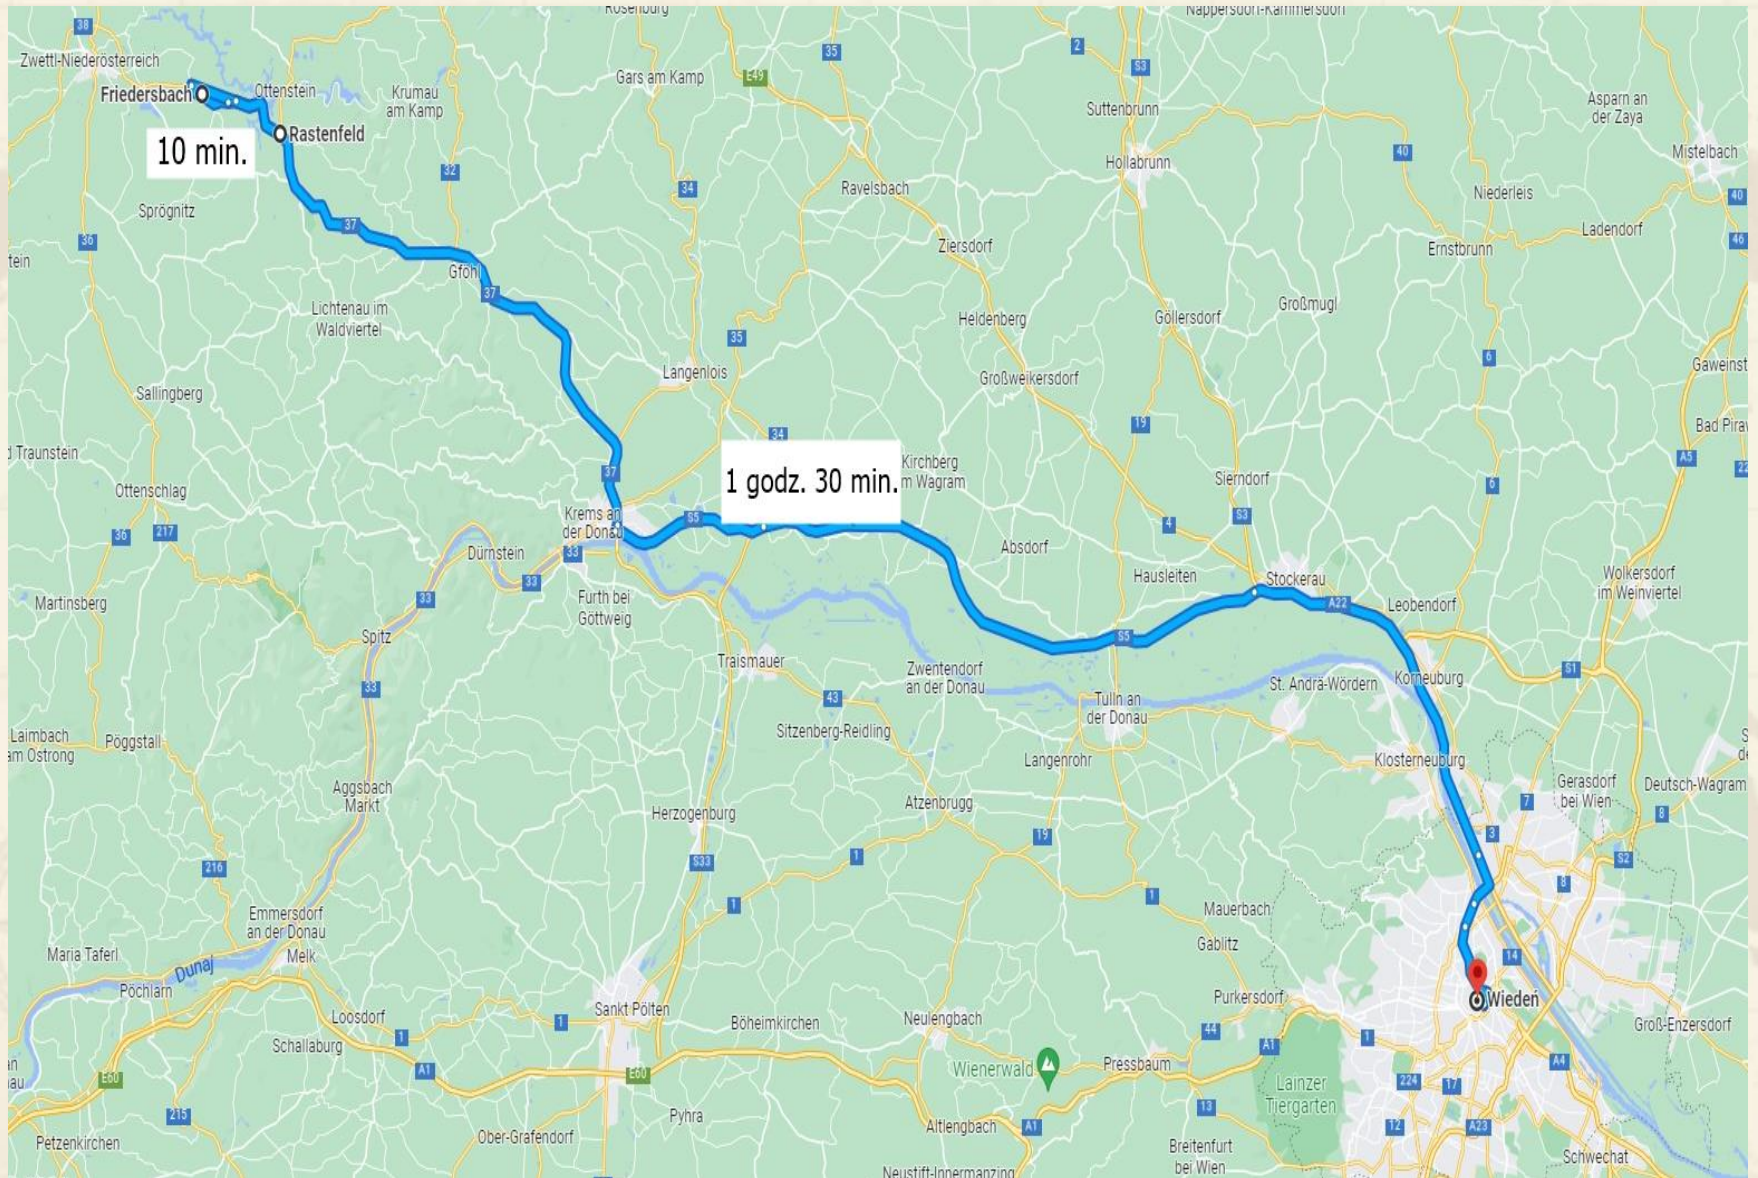 Rosenburg
Nappersdorf-Kammersdorf
38
2
35
Zwettl-Niederösterreich
S3
Gars am Kamp
E49
Friedersbach
Ottenstein
Krumau
am Kamp
Suttenbrunn
Asparn an
der Zaya
Rastenfeld
10 min.
Hollabrunn
40
Mistelbach
32
34
Ravelsbach
Niederleis
40
Sprögnitz
37
36
Ziersdorf
Ernstbrunn
Ladendorf
46
tein
Gföhl
37
Lichtenau im
Waldviertel
Heldenberg
Göllersdorf
Großmugl
35
6
Langenlois
Großweikersdorf
Gaweinst
Sallingberg
19
34
Bad Piraw
d Traunstein
37
1 godz. 30 min.
Kirchberg
m Wagram
A5
22
Ottenschlag
Sierndorf
6
Krems an
der Donau
S5
S3
4
36
217
Dürnstein
33
Absdorf
33
Hausleiten
Stockerau
Wolkersdorf
im Weinviertel
Martinsberg
33
Furth bei
Göttweig
A22
Leobendorf
Spitz
S5
Traismauer
Zwentendorf
an der Donau
S1
33
43
St. Andrä-Wördern
Korneuburg
Tulln an
der Donau
Laimbach
am Ostrong
Pöggstall
Sitzenberg-Reidling
Langenrohr
Klosterneuburg
Gerasdorf
bei Wien
Deutsch-Wagram
Aggsbach
Markt
Herzogenburg
Atzenbrugg
7
8
19
3
216
S33
1
S2
8
1
1
Emmersdorf
an der Donau
Mauerbach
Maria Taferl
Melk
Gablitz
14
Dunaj
Pöchlarn
Sankt Pölten
Purkersdorf
Wiedeń
Loosdorf
1
Böheimkirchen
Neulengbach
Groß-Enzersdorf
Schallaburg
1
44
A1
1
A1
Wienerwald
Pressbaum
A4
E60
E60
Lainzer
Tiergarten
224
17
215
Pyhra
13
Petzenkirchen
Ober-Grafendorf
Altlengbach
A1
12
A23
Breitenfurt
bei Wien
Schwechat
Neustift-Innermanzing